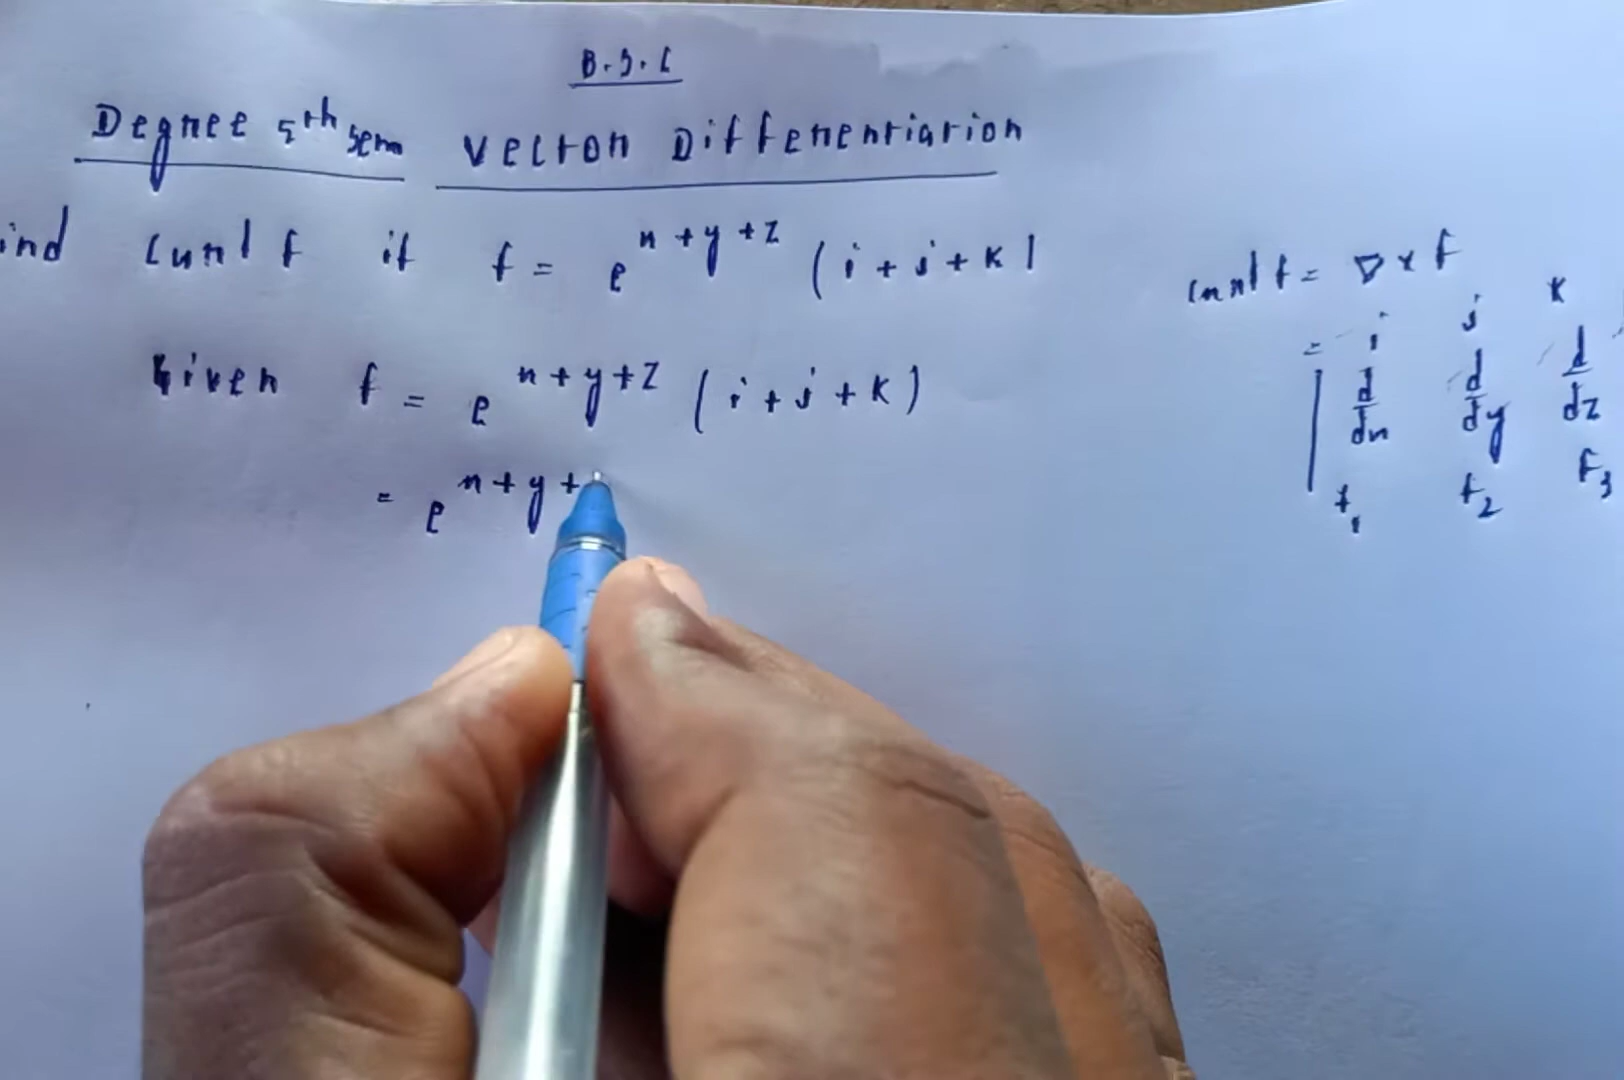 B.S.C
Degree 5th sem Vector Differentiation
ind Curl f if f = e^x+y+z (i+j+k)
Given f = e^x+y+z (i+j+k)
= e^x+y+
Curl f = ∇ × f
= i j k
| d/dx d/dy d/dz
f1 f2 f3